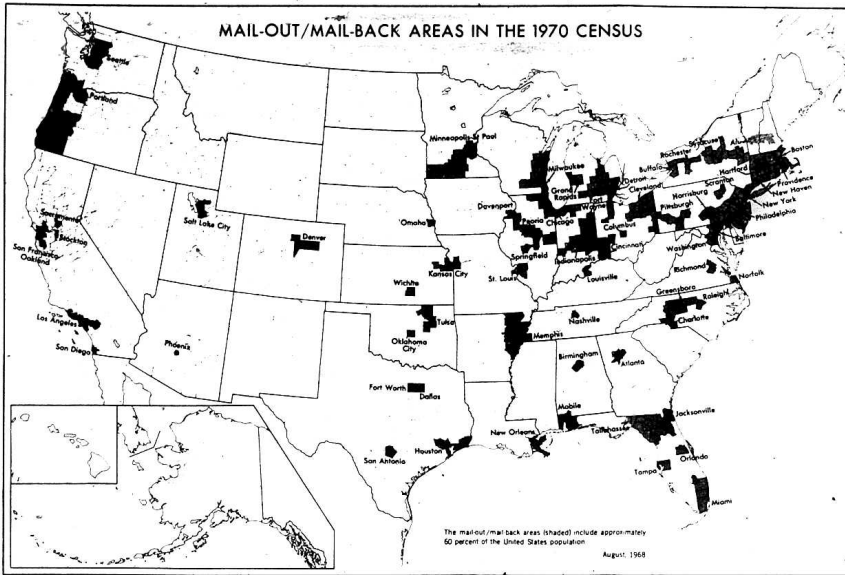 MAIL-OUT/MAIL-BACK AREAS IN THE 1970 CENSUS
Seattle
Portland
Minneapolis-St Paul
Milwaukee
Grand
Rapids
Detroit
Buffalo
Rochester
Syracuse
Boston
Hartford
Providence
New Haven
New York
Philadelphia
Scranton
Harrisburg
Pittsburgh
Cleveland
Fort
Wayne
Chicago
Davenport
Peoria
Columbus
Cincinnati
Indianapolis
Springfield
St. Louis
Louisville
Washington
Baltimore
Richmond
Norfolk
Greensboro
Raleigh
Charlotte
Nashville
Memphis
Birmingham
Atlanta
Mobile
Jacksonville
Tallahassee
Orlando
Tampa
Miami
New Orleans
Houston
San Antonio
Fort Worth
Dallas
Oklahoma
City
Tulsa
Wichita
Kansas City
Omaha
Denver
Salt Lake City
Phoenix
Sacramento
Stockton
San Francisco
Oakland
Los Angeles
San Diego
The mail-out/mail back areas (shaded) include approximately
60 percent of the United States population
August, 1968